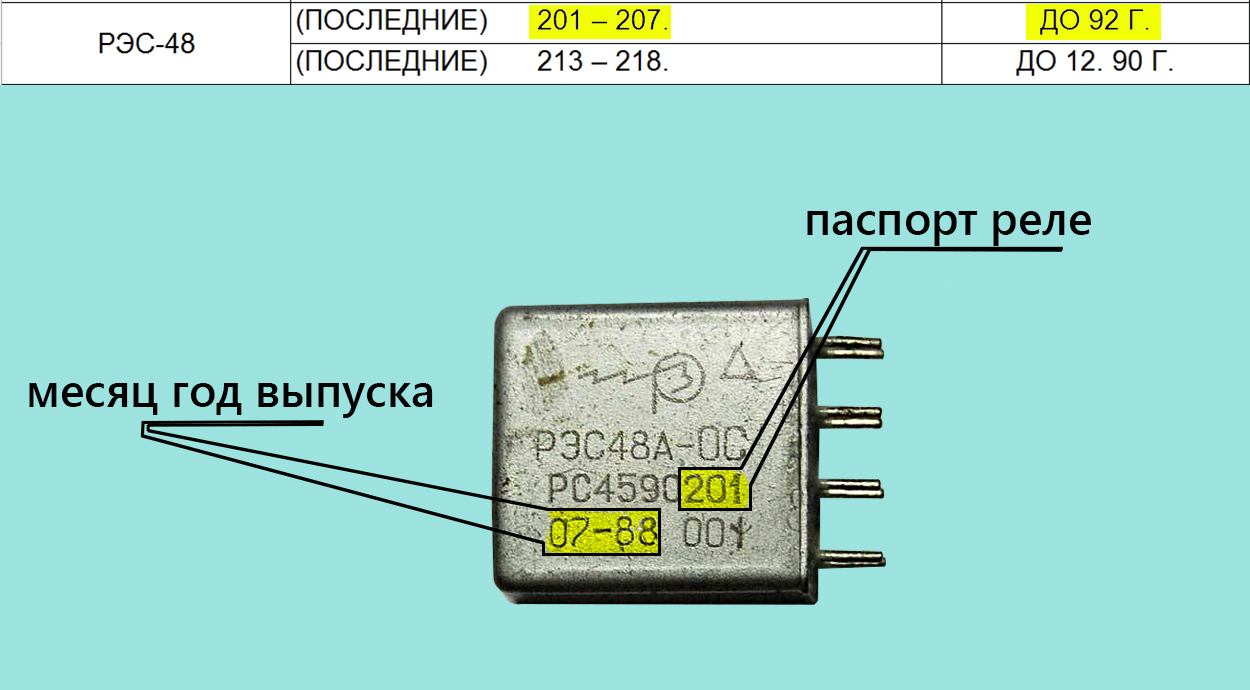 РЭС-48
(ПОСЛЕДНИЕ) 201 – 207. ДО 92 Г.
(ПОСЛЕДНИЕ) 213 – 218. ДО 12. 90 Г.
паспорт реле
месяц год выпуска
РЭС48А-ОС
РС4590201
07-88 001